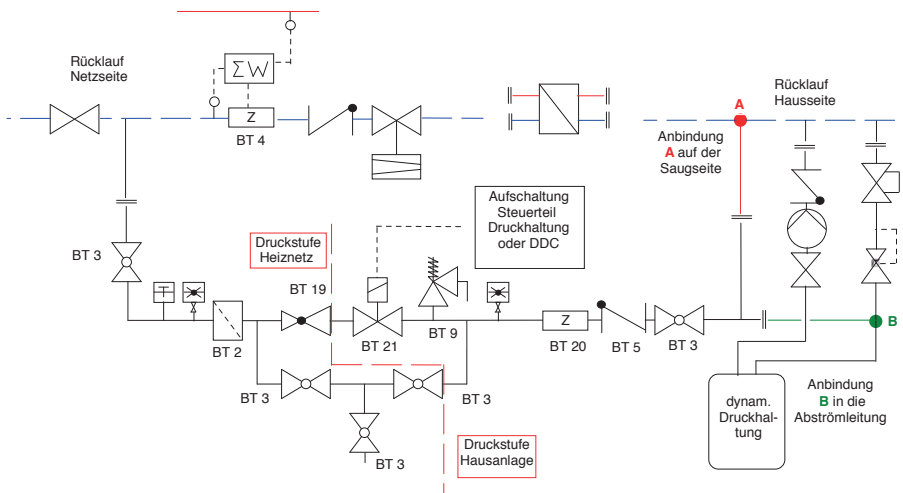 Rücklauf
Netzseite
ΣW
Z
BT 4
A
Rücklauf
Hausseite
Anbindung
A auf der
Saugseite
Aufschaltung
Steuerteil
Druckhaltung
oder DDC
Druckstufe
Heiznetz
BT 3
BT 19
BT 2
BT 21
BT 9
Z
BT 20
BT 5
BT 3
B
BT 3
BT 3
BT 3
Druckstufe
Hausanlage
dynam.
Druckhal-
tung
Anbindung
B in die
Abströmleitung